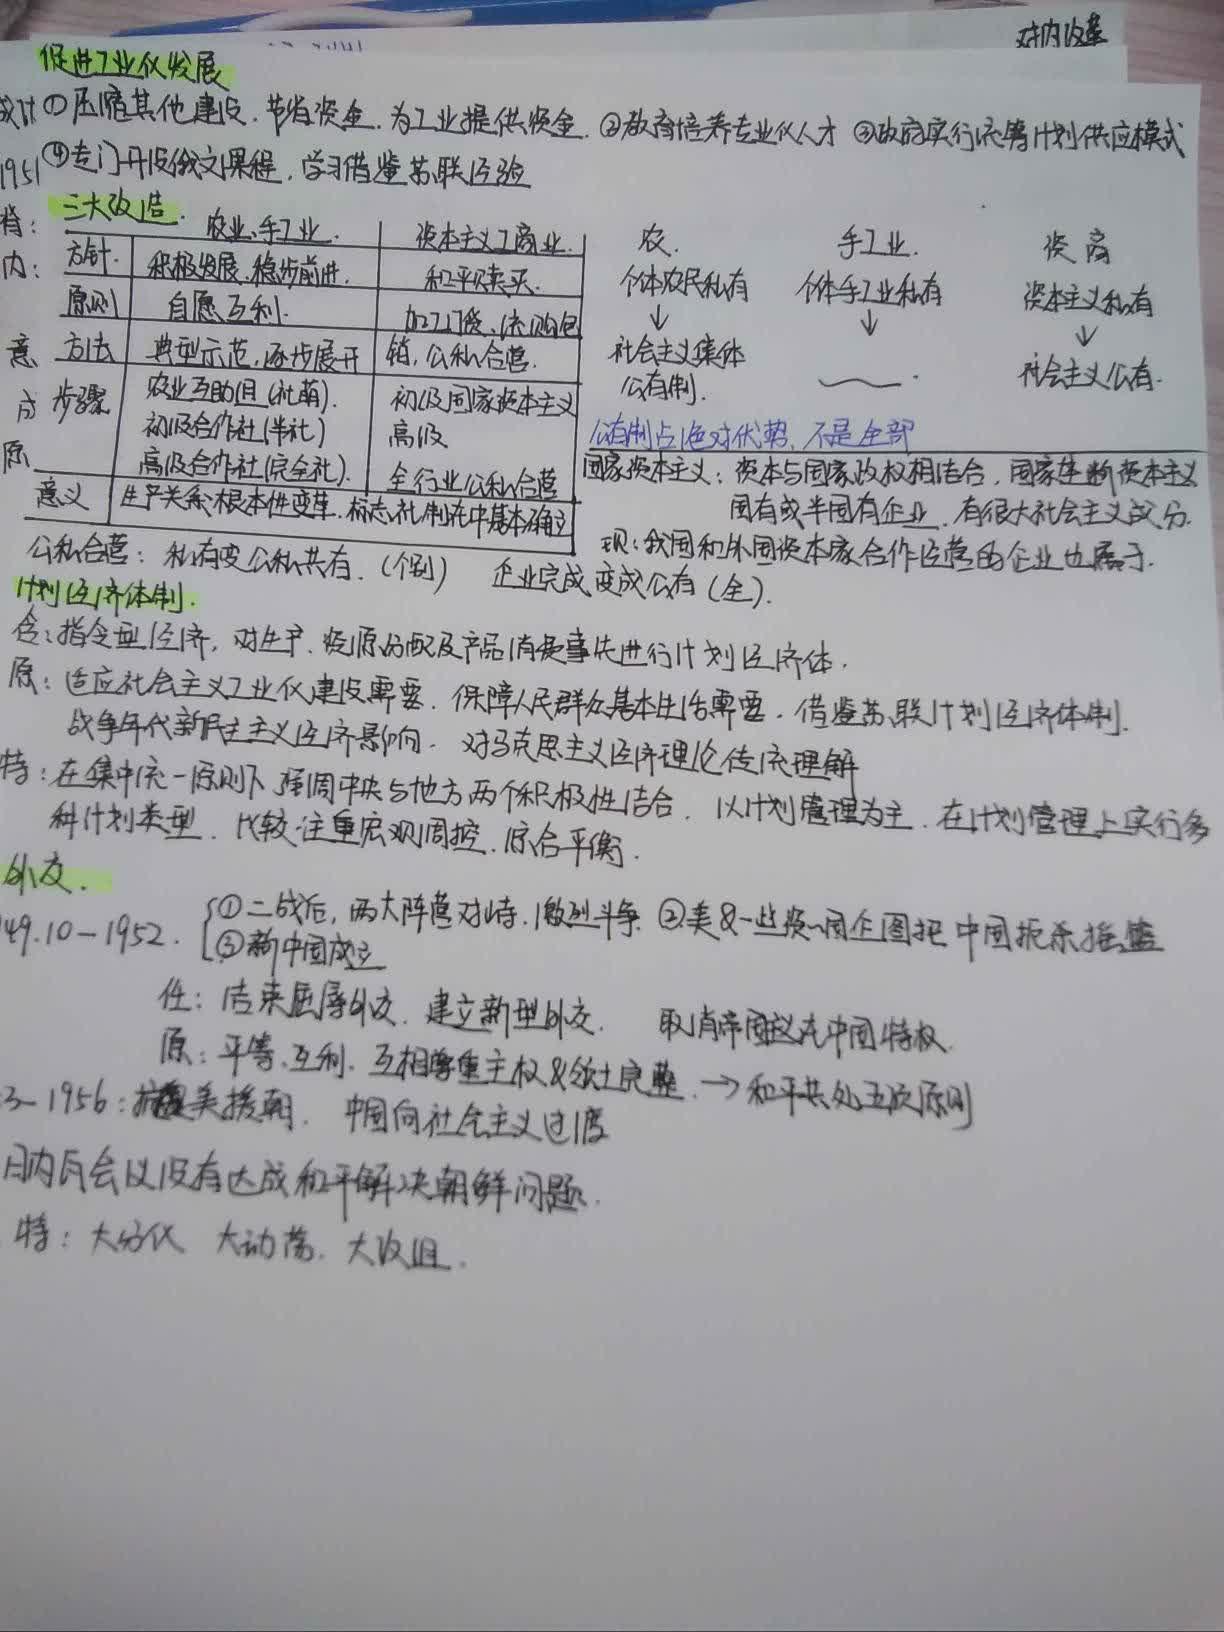 对内改革
促进工业化发展
①压缩其他建设、节省资金、为工业提供资金 ②教育培养专业化人才 ③政府实行统筹计划供应模式
1951 ④专门开设俄文课程、学习借鉴苏联经验
三大改造.
农业、手工业. 资本主义工商业.
方针. 积极发展、稳步前进. 和平赎买.
原则 自愿互利. 加工订货、统购包
方法 典型示范、逐步展开 销、公私合营.
步骤 农业互助组(社萌). 初级国家资本主义
初级合作社(半社) 高级
高级合作社(完全社). 全行业公私合营
意义 生产关系根本性变革、标志社制在中基本确立
农. 手工业. 资商
个体农民私有 个体手工业私有 资本主义私有
↓ ↓ ↓
社会主义集体 社会主义公有.
公有制.
公有制占绝对优势、不是全部
国家资本主义：资本与国家政权相结合、国家垄断资本主义
国有或半国有企业、有很大社会主义成分.
现：我国和外国资本家合作经营的企业也属于.
公私合营：私有变公私共有.(个别) 企业完成变成公有(全).
计划经济体制.
含：指令型经济，对生产、资源分配及产品消费事先进行计划经济体.
原：适应社会主义工业化建设需要、保障人民群众基本生活需要、借鉴苏联计划经济体制.
战争年代新民主主义经济影响、对马克思主义经济理论传统理解
特：在集中统一原则下强调中央与地方两个积极性结合、以计划管理为主、在计划管理上实行多
种计划类型、比较注重宏观调控、综合平衡.
外交.
49.10—1952. ①二战后，两大阵营对峙、激烈斗争 ②美&一些资~国企图把中国扼杀摇篮
③新中国成立
任：结束屈辱外交、建立新型外交. 取消帝国主义在中国特权.
原：平等、互利、互相尊重主权&领土完整. → 和平共处五项原则
3—1956：抗美援朝、中国向社会主义过渡
日内瓦会议没有达成和平解决朝鲜问题.
特：大分化 大动荡、大改组.
意
原
内：